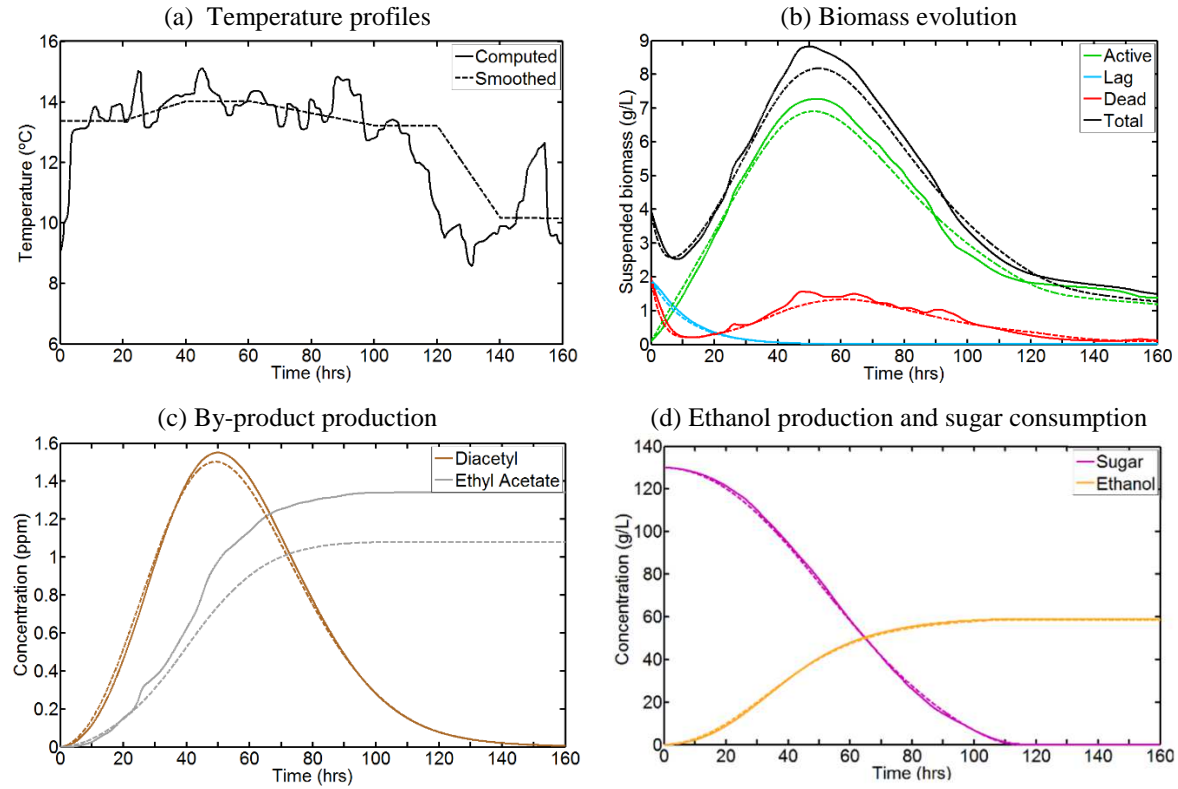 (a) Temperature profiles
16
14
12
10
8
6
Temperature (ºC)
Computed
Smoothed
0 20 40 60 80 100 120 140 160
Time (hrs)
(b) Biomass evolution
9
8
7
6
5
4
3
2
1
0
Suspended biomass (g/L)
Active
Lag
Dead
Total
0 20 40 60 80 100 120 140 160
Time (hrs)
(c) By-product production
1.6
1.4
1.2
1
0.8
0.6
0.4
0.2
0
Concentration (ppm)
Diacetyl
Ethyl Acetate
0 20 40 60 80 100 120 140 160
Time (hrs)
(d) Ethanol production and sugar consumption
140
120
100
80
60
40
20
0
Concentration (g/L)
Sugar
Ethanol
0 20 40 60 80 100 120 140 160
Time (hrs)